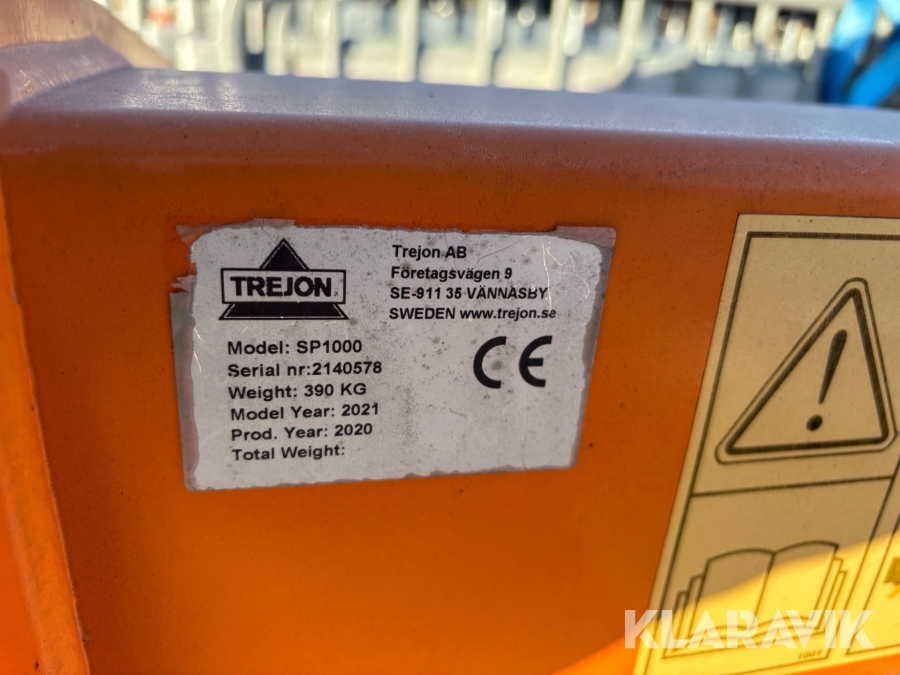 TREJON
Trejon AB
Företagsvägen 9
SE-911 35 VÄNNÄSBY
SWEDEN www.trejon.se
Model: SP1000
Serial nr:2140578
Weight: 390 KG
Model Year: 2021
Prod. Year: 2020
Total Weight:
CE
KLARAVIK